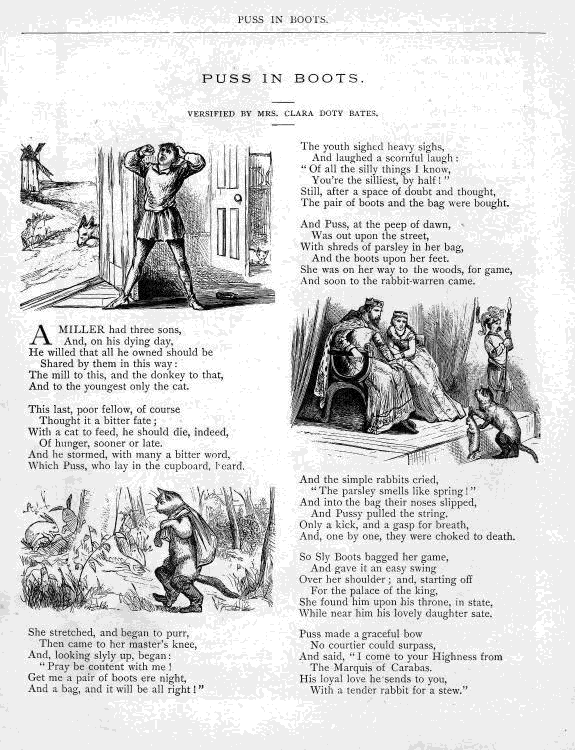 PUSS IN BOOTS.
PUSS IN BOOTS.
VERSIFIED BY MRS. CLARA DOTY BATES.
A MILLER had three sons,
And, on his dying day,
He willed that all he owned should be
Shared by them in this way:
The mill to this, and the donkey to that,
And to the youngest only the cat.
This last, poor fellow, of course
Thought it a bitter fate;
With a cat to feed, he should die, indeed,
Of hunger, sooner or late.
And he stormed, with many a bitter word,
Which Puss, who lay in the cupboard, heard.
She stretched, and began to purr,
Then came to her master's knee,
And, looking slyly up, began:
"Pray be content with me!
Get me a pair of boots ere night,
And a bag, and it will be all right!"
The youth sighed heavy sighs,
And laughed a scornful laugh:
"Of all the silly things I know,
You're the silliest, by half!"
Still, after a space of doubt and thought,
The pair of boots and the bag were bought.
And Puss, at the peep of dawn,
Was out upon the street,
With shreds of parsley in her bag,
And the boots upon her feet.
She was on her way to the woods, for game,
And soon to the rabbit-warren came.
And the simple rabbits cried,
"The parsley smells like spring!"
And into the bag their noses slipped,
And Pussy pulled the string.
Only a kick, and a gasp for breath,
And, one by one, they were choked to death.
So Sly Boots bagged her game,
And gave it an easy swing
Over her shoulder; and, starting off
For the palace of the king,
She found him upon his throne, in state,
While near him his lovely daughter sate.
Puss made a graceful bow
No courtier could surpass,
And said, "I come to your Highness from
The Marquis of Carabas.
His loyal love he sends to you,
With a tender rabbit for a stew."